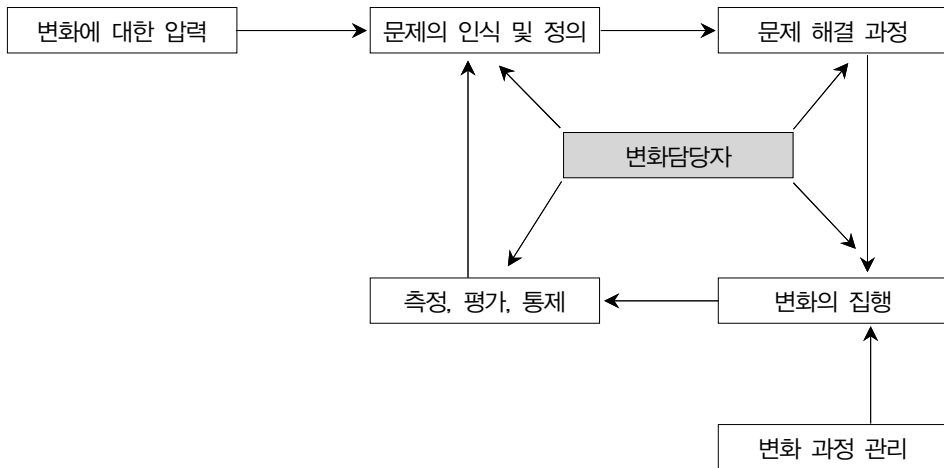 변화에 대한 압력
문제의 인식 및 정의
문제 해결 과정
변화담당자
측정, 평가, 통제
변화의 집행
변화 과정 관리